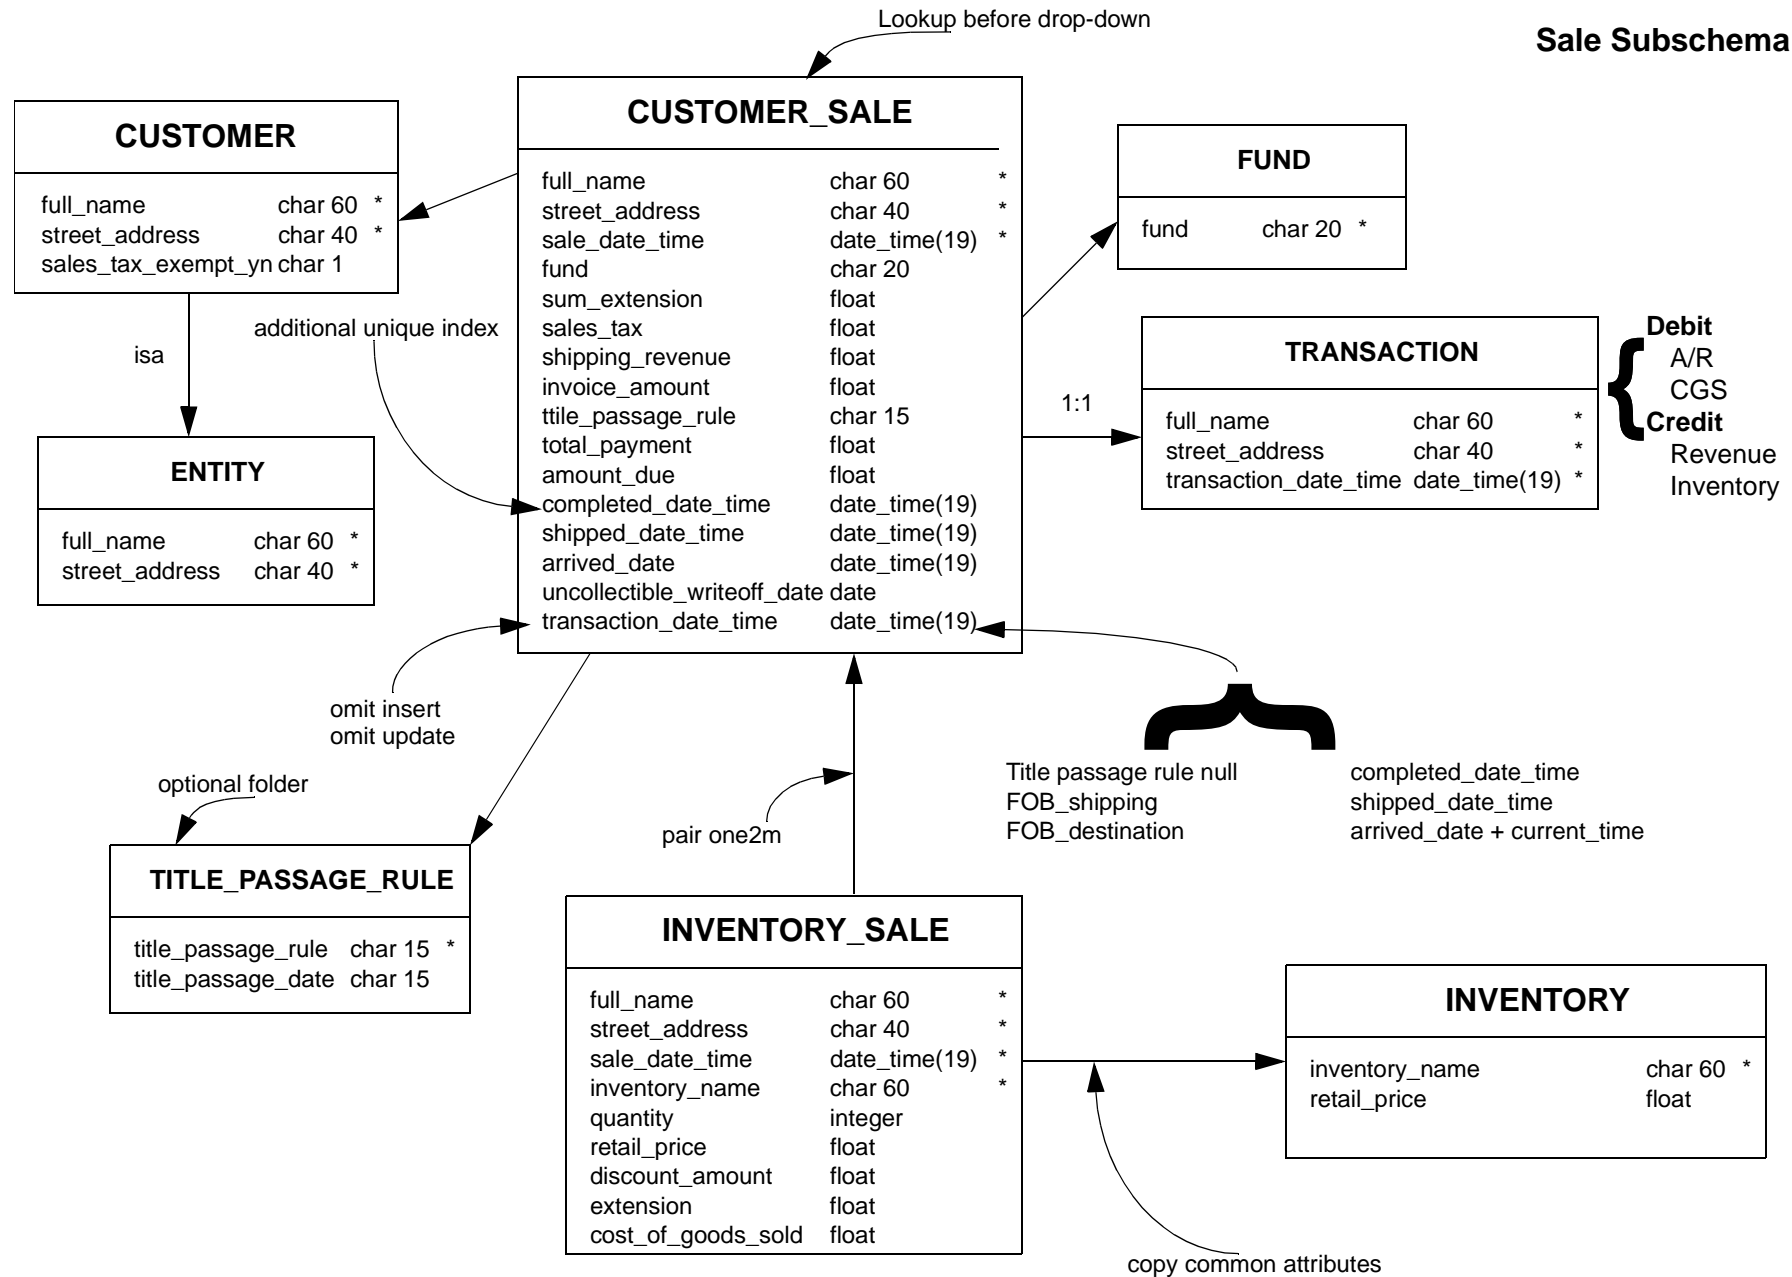 Lookup before drop-down
Sale Subschema
CUSTOMER
full_name char 60 *
street_address char 40 *
sales_tax_exempt_yn char 1
isa
ENTITY
full_name char 60 *
street_address char 40 *
additional unique index
CUSTOMER_SALE
full_name char 60 *
street_address char 40 *
sale_date_time date_time(19) *
fund char 20
sum_extension float
sales_tax float
shipping_revenue float
invoice_amount float
ttile_passage_rule char 15
total_payment float
amount_due float
completed_date_time date_time(19)
shipped_date_time date_time(19)
arrived_date date_time(19)
uncollectible_writeoff_date date
transaction_date_time date_time(19)
FUND
fund char 20 *
1:1
TRANSACTION
full_name char 60 *
street_address char 40 *
transaction_date_time date_time(19) *
{
Debit
A/R
CGS
Credit
Revenue
Inventory
omit insert
omit update
optional folder
TITLE_PASSAGE_RULE
title_passage_rule char 15 *
title_passage_date char 15
pair one2m
{
Title passage rule null completed_date_time
FOB_shipping shipped_date_time
FOB_destination arrived_date + current_time
INVENTORY_SALE
full_name char 60 *
street_address char 40 *
sale_date_time date_time(19) *
inventory_name char 60 *
quantity integer
retail_price float
discount_amount float
extension float
cost_of_goods_sold float
INVENTORY
inventory_name char 60 *
retail_price float
copy common attributes